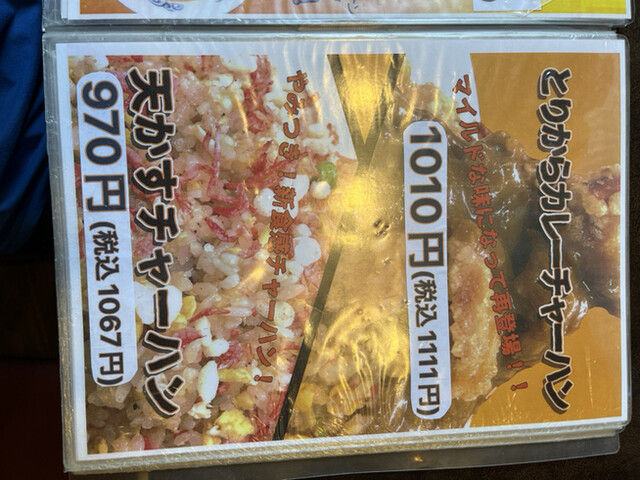 とりからカレーチャーハン
マイルドな味になって再登場！！
1010円(税込1111円)
やみつき！新食感チャーハン！
天かすチャーハン
970円(税込1067円)